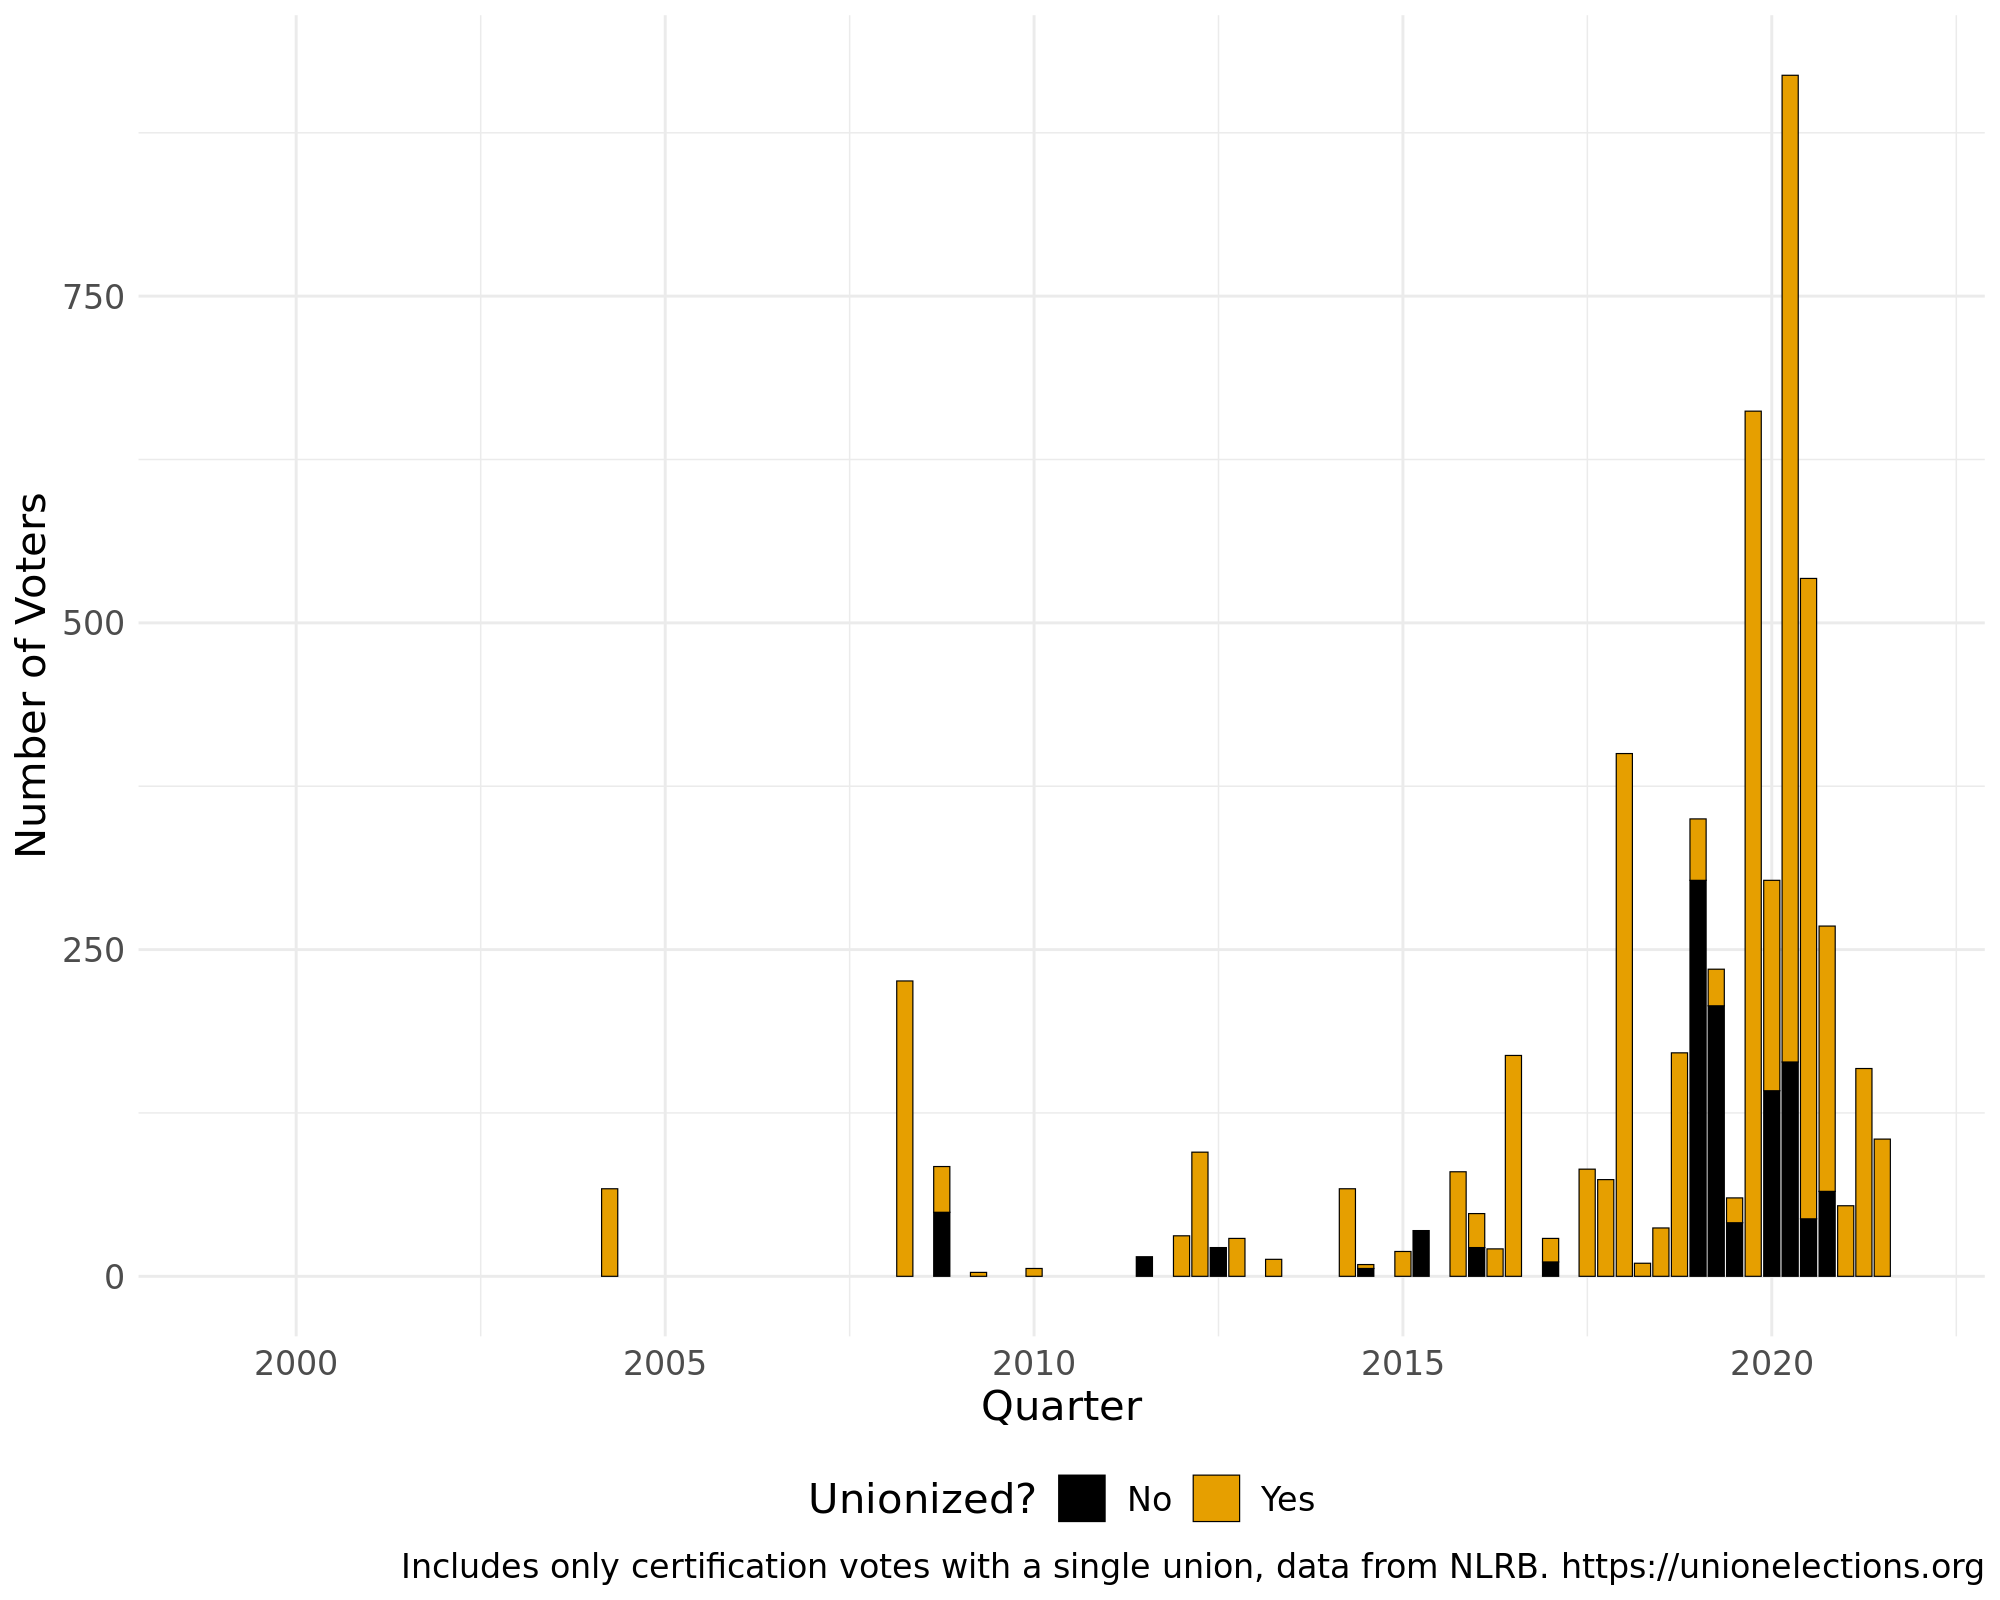 750
500
250
0
Number of Voters
2000 2005 2010 2015 2020
Quarter
Unionized? No Yes
Includes only certification votes with a single union, data from NLRB. https://unionelections.org